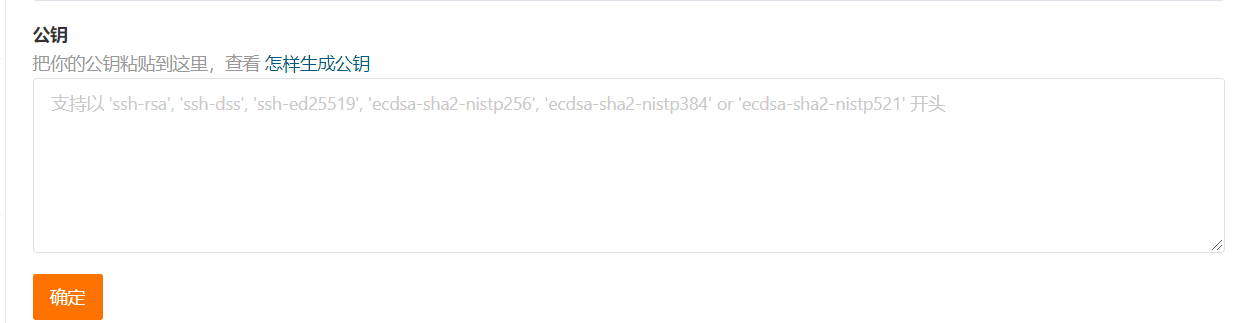 公钥
把你的公钥粘贴到这里，查看 怎样生成公钥
支持以 'ssh-rsa', 'ssh-dss', 'ssh-ed25519', 'ecdsa-sha2-nistp256', 'ecdsa-sha2-nistp384' or 'ecdsa-sha2-nistp521' 开头
确定